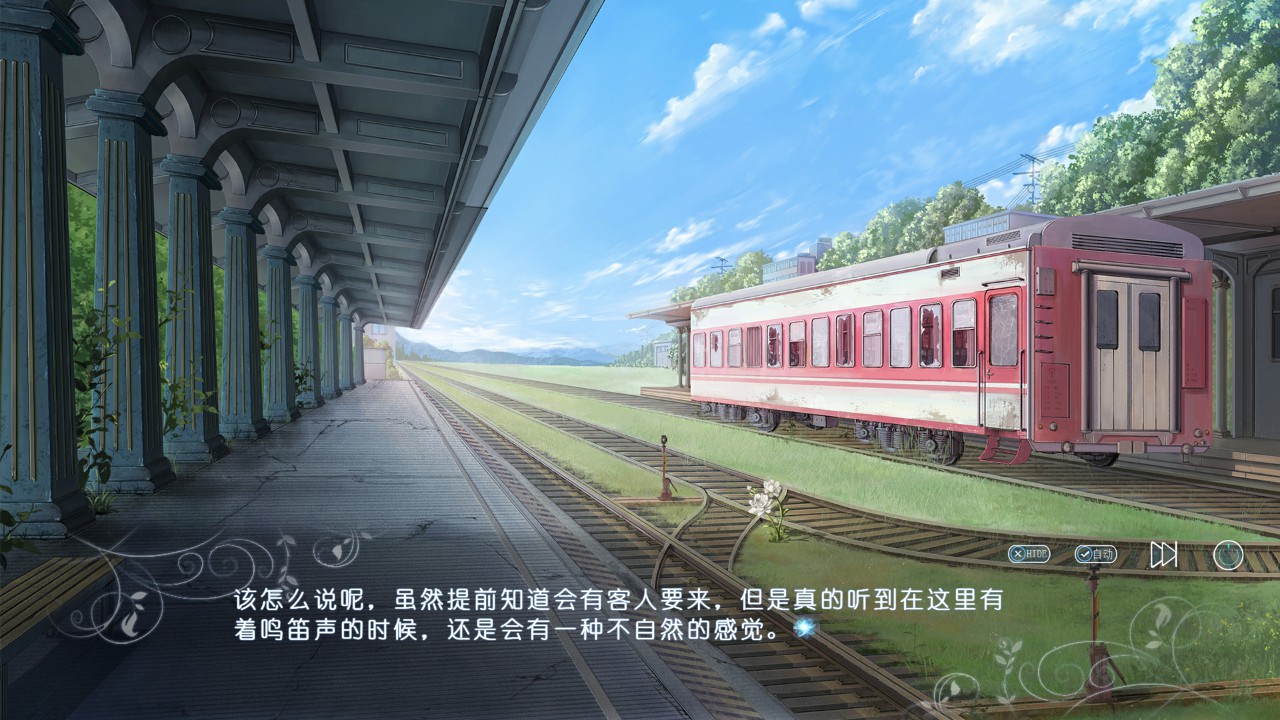 HIDE
自动
该怎么说呢，虽然提前知道会有客人要来，但是真的听到在这里有
着鸣笛声的时候，还是会有一种不自然的感觉。